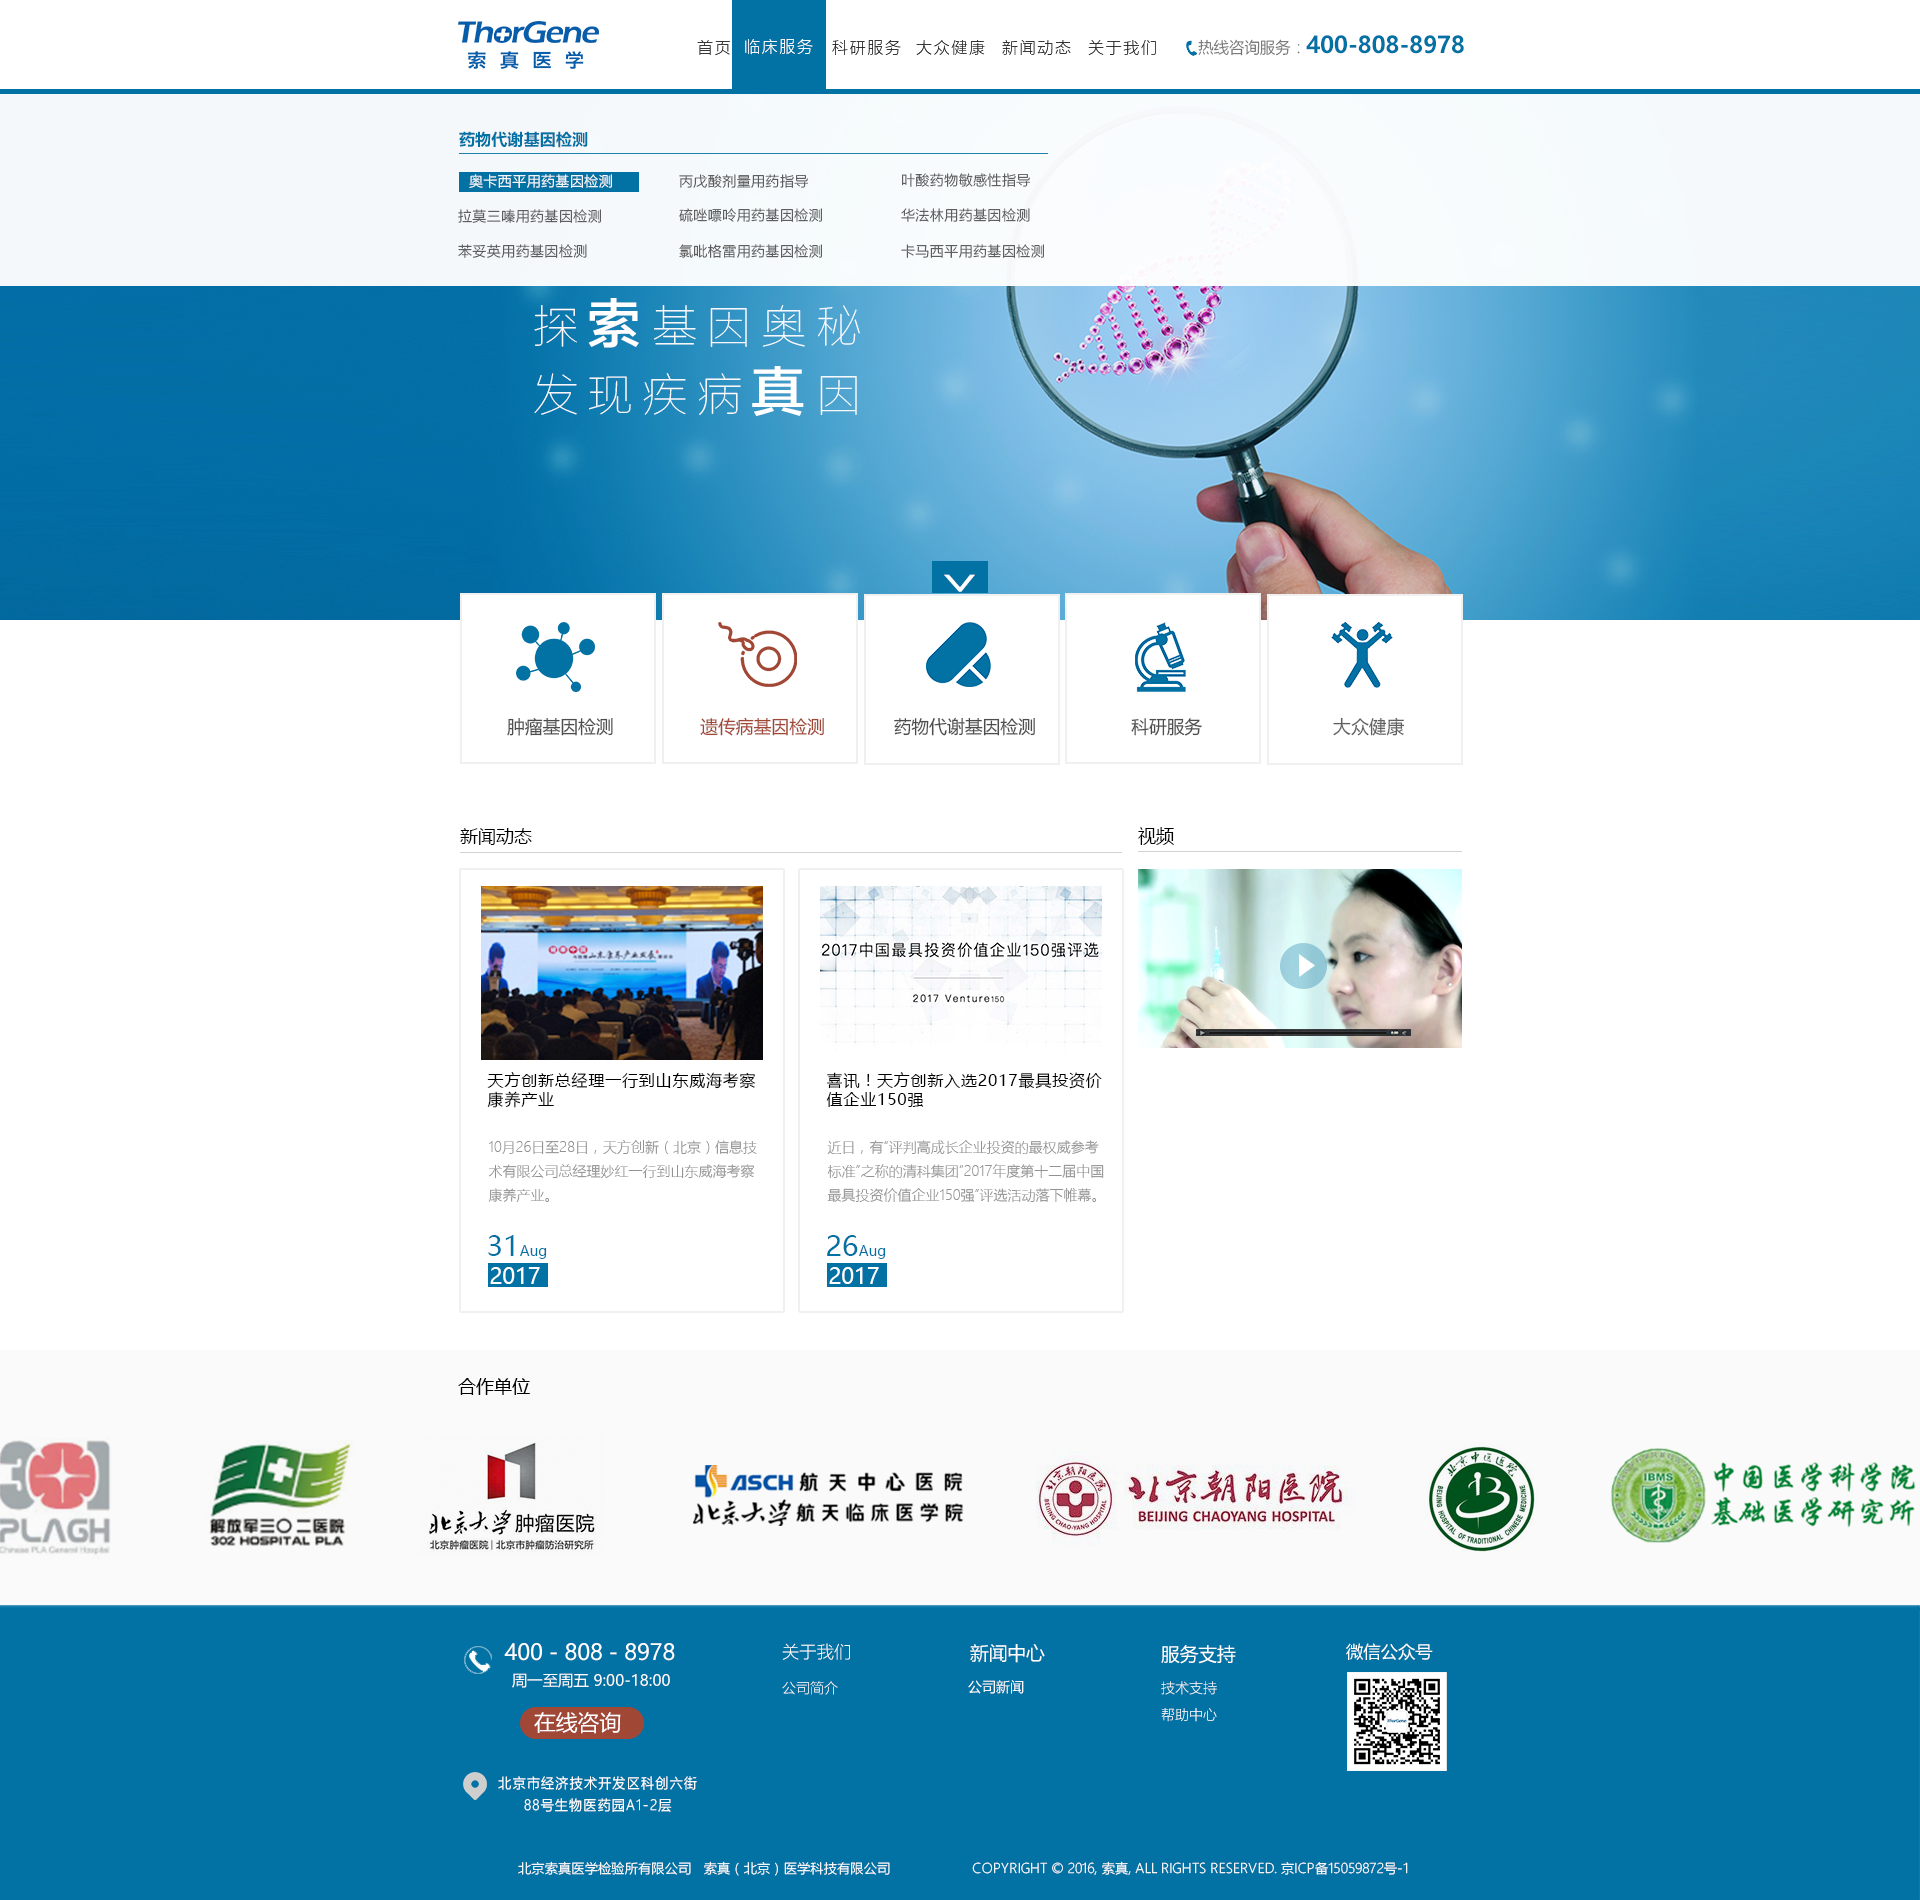 ThorGene
索真医学
首页 临床服务 科研服务 大众健康 新闻动态 关于我们 热线咨询服务：400-808-8978
药物代谢基因检测
奥卡西平用药基因检测 丙戊酸剂量用药指导 叶酸药物敏感性指导
拉莫三嗪用药基因检测 硫唑嘌呤用药基因检测 华法林用药基因检测
苯妥英用药基因检测 氯吡格雷用药基因检测 卡马西平用药基因检测
探索基因奥秘
发现疾病真因
肿瘤基因检测 遗传病基因检测 药物代谢基因检测 科研服务 大众健康
新闻动态
视频
2017中国最具投资价值企业150强评选
2017 Venture150
天方创新总经理一行到山东威海考察
康养产业
10月26日至28日，天方创新（北京）信息技
术有限公司总经理妙红一行到山东威海考察
康养产业。
31Aug
2017
喜讯！天方创新入选2017最具投资价
值企业150强
近日，有“评判高成长企业投资的最权威参考
标准”之称的清科集团“2017年度第十二届中国
最具投资价值企业150强”评选活动落下帷幕。
26Aug
2017
合作单位
301
PLAGH
Chinese PLA General Hospital
解放军三〇二医院
302 HOSPITAL PLA
北京大学肿瘤医院
北京肿瘤医院 | 北京市肿瘤防治研究所
ASCH 航天中心医院
北京大学航天临床医学院
北京朝阳医院
BEIJING CHAO-YANG HOSPITAL
北京朝阳医院
BEIJING CHAOYANG HOSPITAL
北京中医医院
BEIJING HOSPITAL OF TRADITIONAL CHINESE MEDICINE
IBMS
中国医学科学院
基础医学研究所
400 - 808 - 8978
周一至周五 9:00-18:00
在线咨询
北京市经济技术开发区科创六街
88号生物医药园A1-2层
关于我们
公司简介
新闻中心
公司新闻
服务支持
技术支持
帮助中心
微信公众号
ThorGene
北京索真医学检验所有限公司 索真（北京）医学科技有限公司 COPYRIGHT © 2016, 索真, ALL RIGHTS RESERVED. 京ICP备15059872号-1